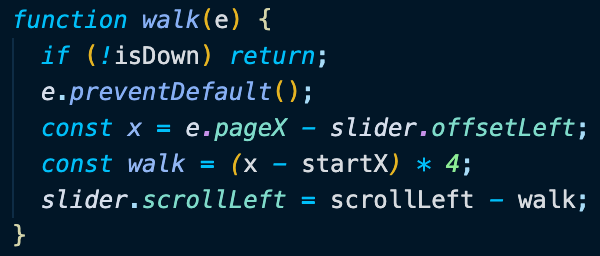 function walk(e) {
  if (!isDown) return;
  e.preventDefault();
  const x = e.pageX - slider.offsetLeft;
  const walk = (x - startX) * 4;
  slider.scrollLeft = scrollLeft - walk;
}